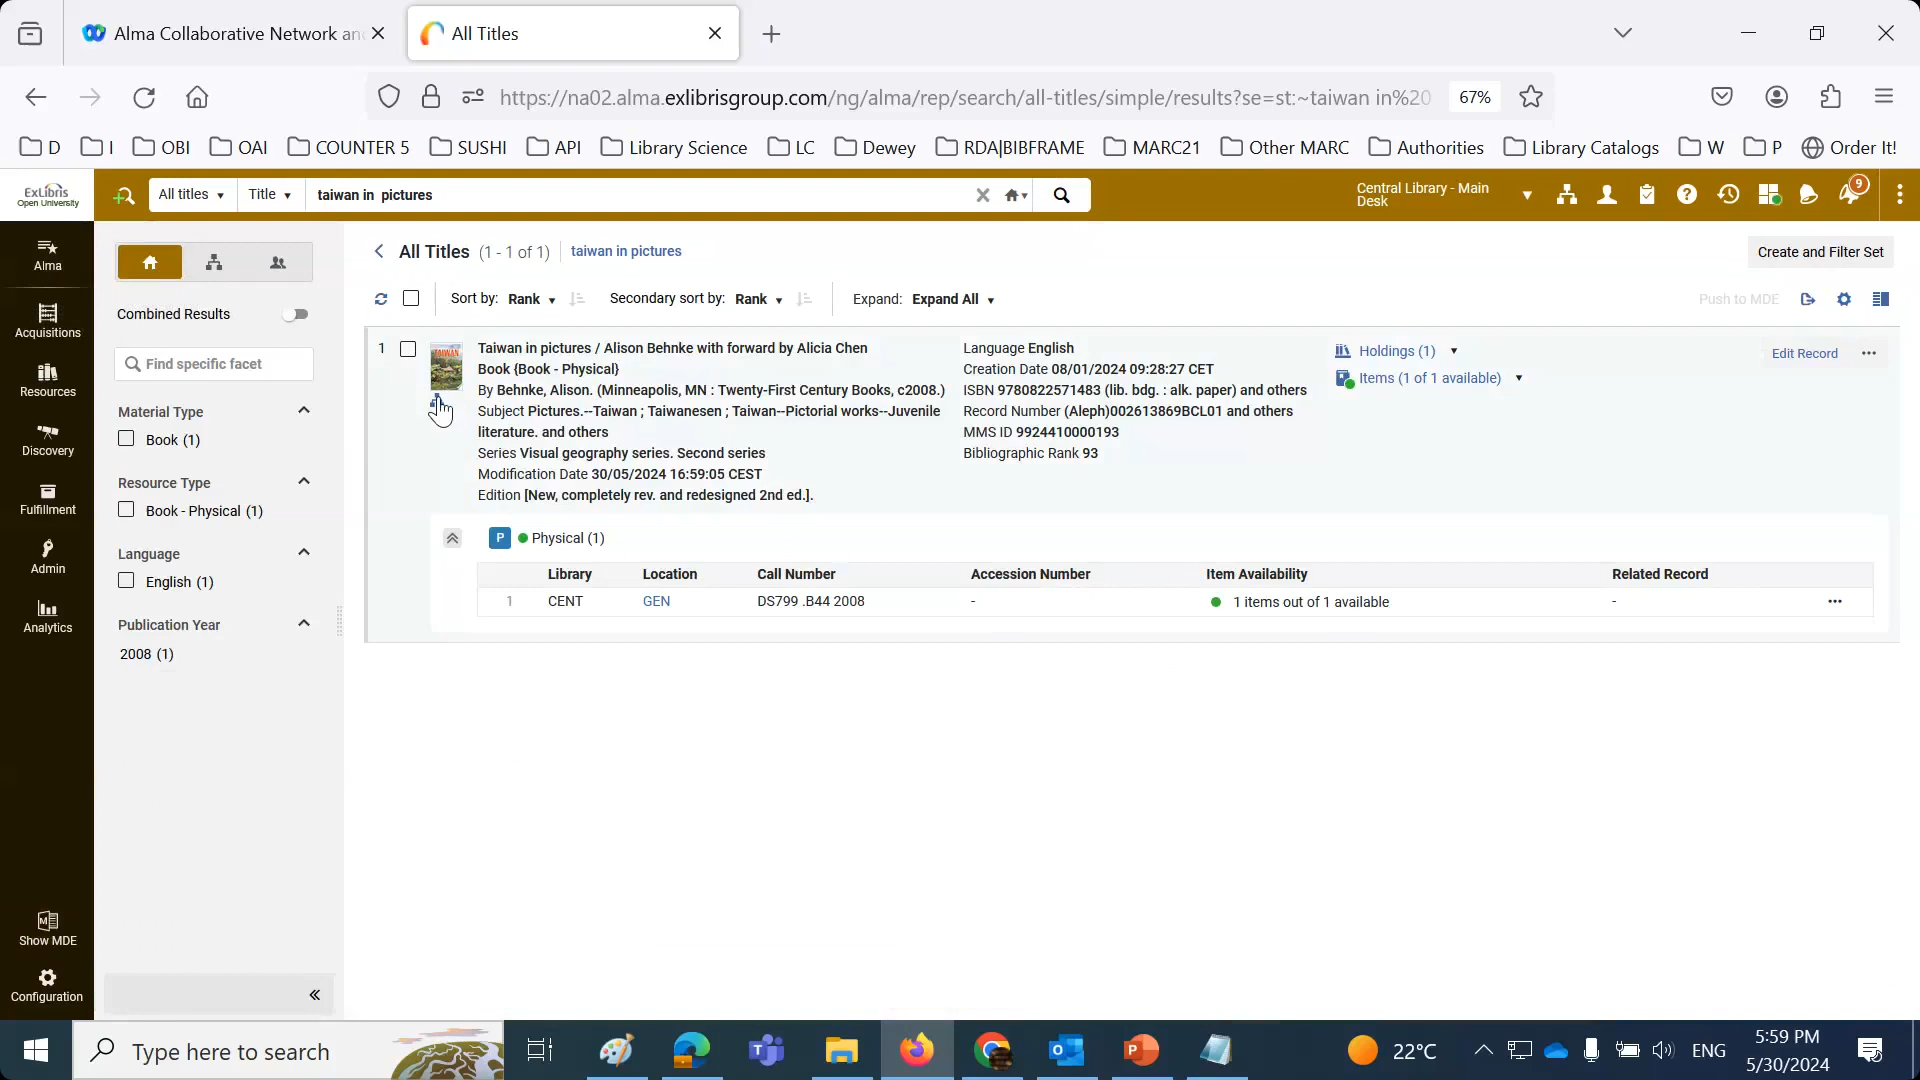 Alma Collaborative Network an
All Titles
https://na02.alma.exlibrisgroup.com/ng/alma/rep/search/all-titles/simple/results?se=st:~taiwan in%20
67%
D
I
OBI
OAI
COUNTER 5
SUSHI
API
Library Science
LC
Dewey
RDA|BIBFRAME
MARC21
Other MARC
Authorities
Library Catalogs
W
P
Order It!
ExLibris
Open University
All titles
Title
taiwan in  pictures
Central Library - Main
Desk
9
Alma
Acquisitions
Resources
Discovery
Fulfillment
Admin
Analytics
Show MDE
Configuration
Combined Results
Find specific facet
Material Type
Book (1)
Resource Type
Book - Physical (1)
Language
English (1)
Publication Year
2008 (1)
All Titles (1 - 1 of 1)
taiwan in pictures
Create and Filter Set
Sort by: Rank
Secondary sort by: Rank
Expand: Expand All
Push to MDE
1
TAIWAN
Taiwan in pictures / Alison Behnke with forward by Alicia Chen
Book {Book - Physical}
By Behnke, Alison. (Minneapolis, MN : Twenty-First Century Books, c2008.)
Subject Pictures.--Taiwan ; Taiwanesen ; Taiwan--Pictorial works--Juvenile
literature. and others
Series Visual geography series. Second series
Modification Date 30/05/2024 16:59:05 CEST
Edition [New, completely rev. and redesigned 2nd ed.].
Language English
Creation Date 08/01/2024 09:28:27 CET
ISBN 9780822571483 (lib. bdg. : alk. paper) and others
Record Number (Aleph)002613869BCL01 and others
MMS ID 9924410000193
Bibliographic Rank 93
Holdings (1)
Items (1 of 1 available)
Edit Record
P
Physical (1)
Library Location Call Number Accession Number Item Availability Related Record
1 CENT GEN DS799 .B44 2008 - 1 items out of 1 available -
Type here to search
22°C
ENG
5:59 PM
5/30/2024